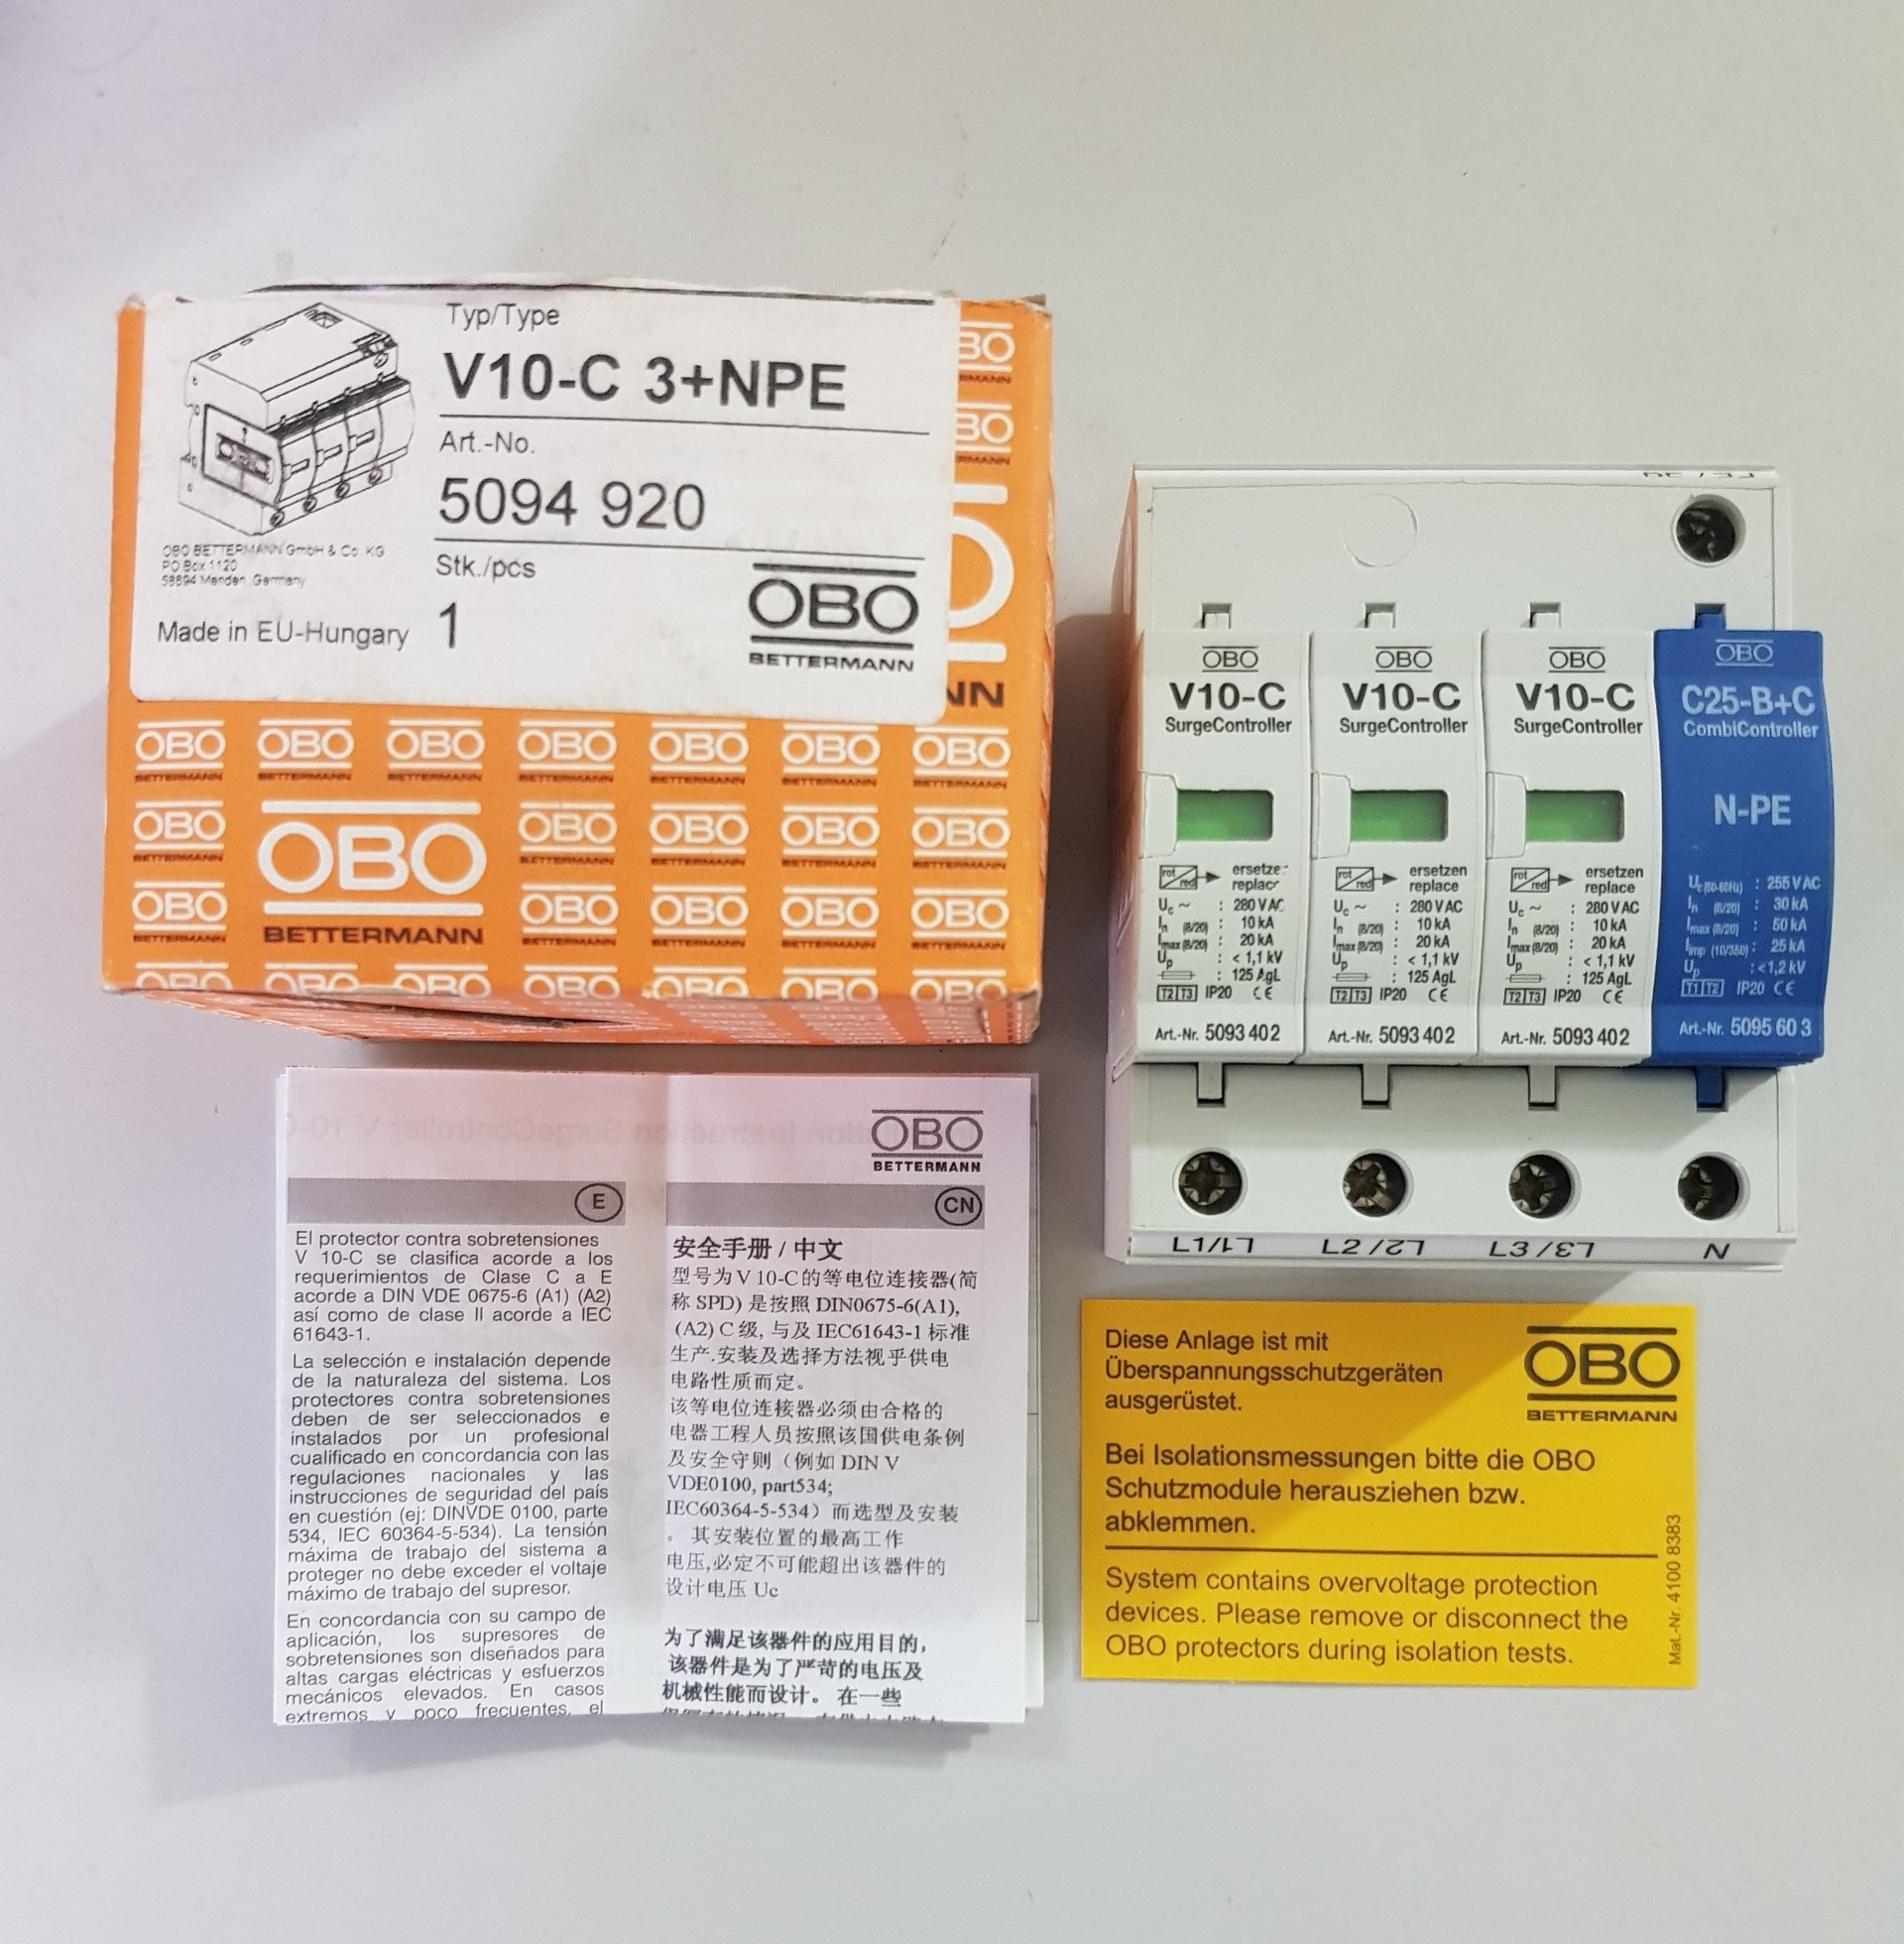 Typ/Type
V10-C 3+NPE
Art.-No.
5094 920
Stk./pcs
1
OBO BETTERMANN GmbH & Co. KG
PO Box 1120
58694 Menden, Germany
Made in EU-Hungary
OBO
BETTERMANN
OBO
BETTERMANN
OBO
V10-C
SurgeController
rot
red
ersetze
replac
Uc ~ : 280 VAC
In (8/20) : 10 kA
Imax (8/20) : 20 kA
Up : < 1,1 kV
: 125 AgL
T2 T3 IP20 CE
Art.-Nr. 5093 402
OBO
V10-C
SurgeController
rot
red
ersetzen
replace
Uc ~ : 280 VAC
In (8/20) : 10 kA
Imax (8/20) : 20 kA
Up : < 1,1 kV
: 125 AgL
T2 T3 IP20 CE
Art.-Nr. 5093 402
OBO
V10-C
SurgeController
rot
red
ersetzen
replace
Uc ~ : 280 VAC
In (8/20) : 10 kA
Imax (8/20) : 20 kA
Up : < 1,1 kV
: 125 AgL
T2 T3 IP20 CE
Art.-Nr. 5093 402
OBO
C25-B+C
CombiController
N-PE
Uc (50-60Hz) : 255 VAC
In (8/20) : 30 kA
Imax (8/20) : 50 kA
Iimp (10/350) : 25 kA
Up : <1,2 kV
T1 T2 IP20 CE
Art.-Nr. 5095 60 3
L1/L1'
L2/L2'
L3/L3'
N
OBO
BETTERMANN
E
El protector contra sobretensiones
V 10-C se clasifica acorde a los
requerimientos de Clase C a E
acorde a DIN VDE 0675-6 (A1) (A2)
así como de clase II acorde a IEC
61643-1.
La selección e instalación depende
de la naturaleza del sistema. Los
protectores contra sobretensiones
deben de ser seleccionados e
instalados por un profesional
cualificado en concordancia con las
regulaciones nacionales y las
instrucciones de seguridad del país
en cuestión (ej: DINVDE 0100, parte
534, IEC 60364-5-534). La tensión
máxima de trabajo del sistema a
proteger no debe exceder el voltaje
máximo de trabajo del supresor.
En concordancia con su campo de
aplicación, los supresores de
sobretensiones son diseñados para
altas cargas eléctricas y esfuerzos
mecánicos elevados. En casos
extremos y poco frecuentes, el
CN
安全手册 / 中文
型号为V 10-C的等电位连接器(简
称 SPD) 是按照 DIN0675-6(A1),
(A2) C 级, 与及 IEC61643-1 标准
生产.安装及选择方法视乎供电
电路性质而定。
该等电位连接器必须由合格的
电器工程人员按照该国供电条例
及安全守则（例如 DIN V
VDE0100, part534;
IEC60364-5-534）而选型及安装
。 其安装位置的最高工作
电压,必定不可能超出该器件的
设计电压 Uc
为了满足该器件的应用目的,
该器件是为了严苛的电压及
机械性能而设计。 在一些
Diese Anlage ist mit
Überspannungsschutzgeräten
ausgerüstet.
OBO
BETTERMANN
Bei Isolationsmessungen bitte die OBO
Schutzmodule herausziehen bzw.
abklemmen.
System contains overvoltage protection
devices. Please remove or disconnect the
OBO protectors during isolation tests.
Mat.-Nr. 4100 8383